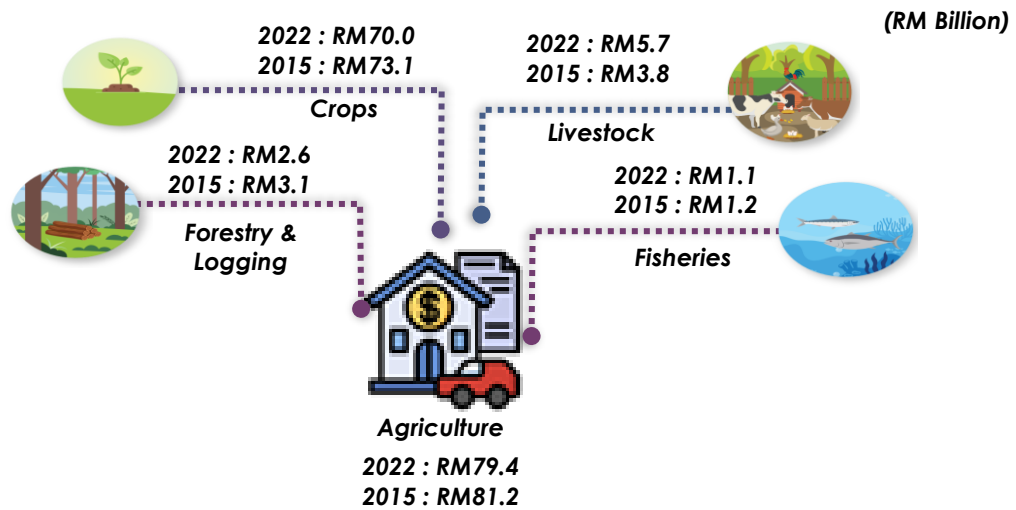 (RM Billion)
2022 : RM70.0
2015 : RM73.1
Crops
2022 : RM5.7
2015 : RM3.8
Livestock
2022 : RM2.6
2015 : RM3.1
Forestry &
Logging
2022 : RM1.1
2015 : RM1.2
Fisheries
$
Agriculture
2022 : RM79.4
2015 : RM81.2